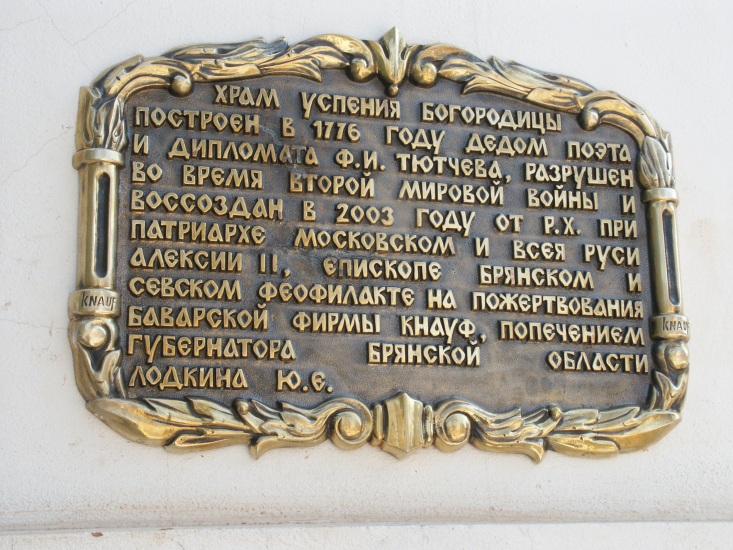 ХРАМ УСПЕНИЯ БОГОРОДИЦЫ
ПОСТРОЕН В 1776 ГОДУ ДЕДОМ ПОЭТА
И ДИПЛОМАТА Ф.И. ТЮТЧЕВА, РАЗРУШЕН
ВО ВРЕМЯ ВТОРОЙ МИРОВОЙ ВОЙНЫ И
ВОССОЗДАН В 2003 ГОДУ ОТ Р.Х. ПРИ
ПАТРИАРХЕ МОСКОВСКОМ И ВСЕЯ РУСИ
АЛЕКСИИ II, ЕПИСКОПЕ БРЯНСКОМ И
СЕВСКОМ ФЕОФИЛАКТЕ НА ПОЖЕРТВОВАНИЯ
БАВАРСКОЙ ФИРМЫ КНАУФ, ПОПЕЧЕНИЕМ
ГУБЕРНАТОРА БРЯНСКОЙ ОБЛАСТИ
ЛОДКИНА Ю.Е.
KNAUF
KNAUF